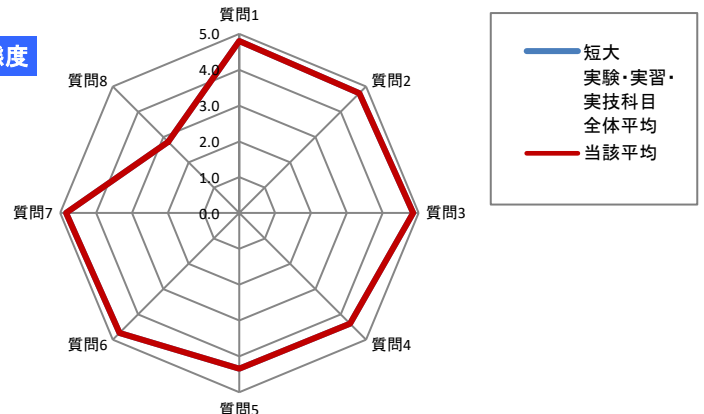 質問1
5.0
態度
4.0
質問8
質問2
3.0
2.0
1.0
質問7
0.0
質問3
質問6
質問4
質問5
短大
実験・実習・
実技科目
全体平均
当該平均